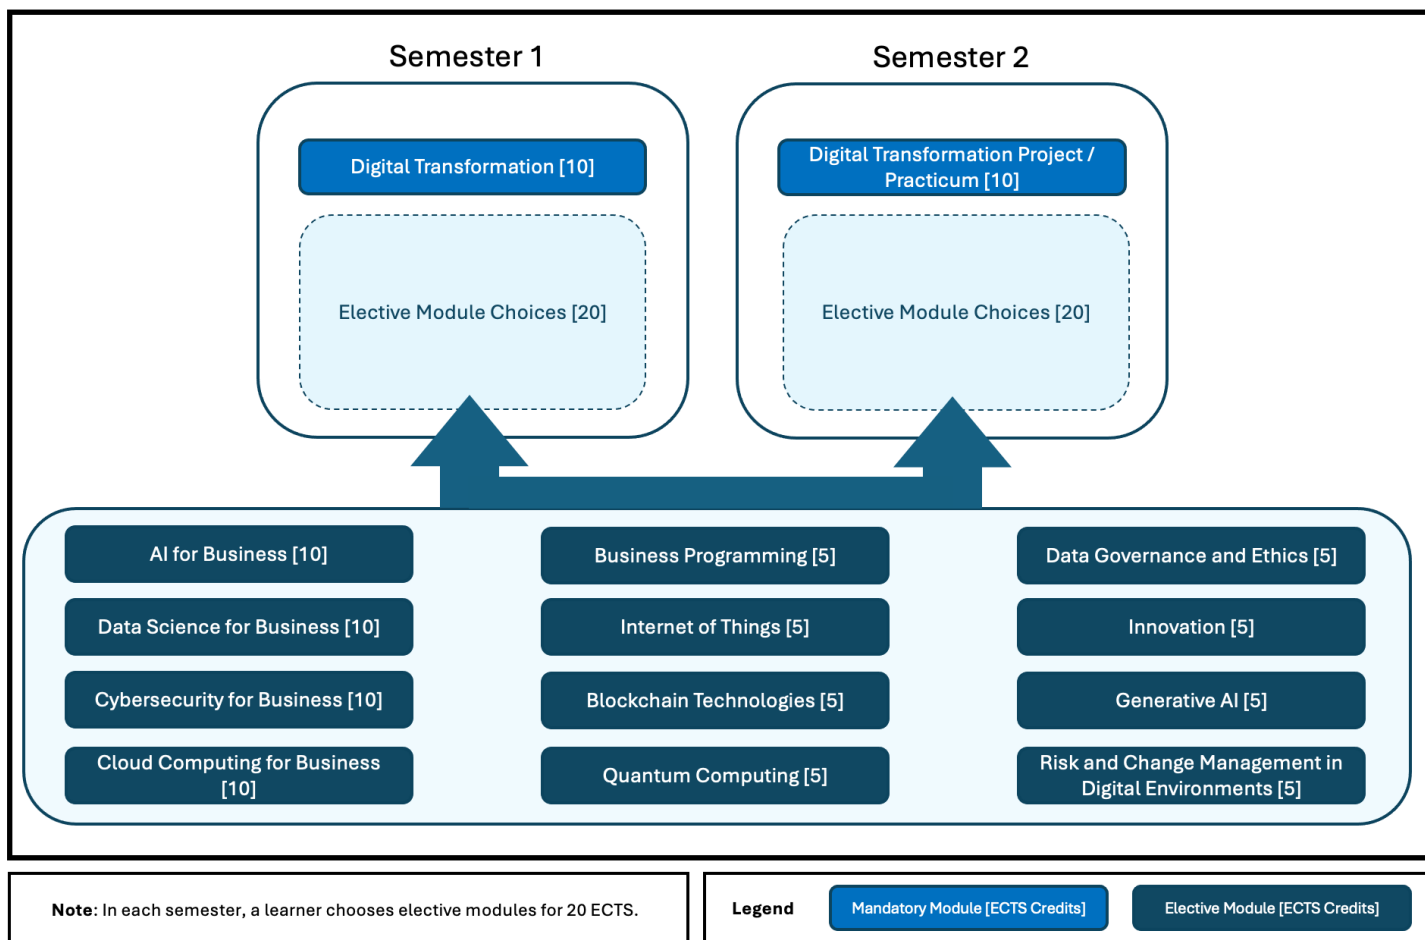 Semester 1
Semester 2
Digital Transformation [10]
Digital Transformation Project /
Practicum [10]
Elective Module Choices [20]
Elective Module Choices [20]
AI for Business [10]
Business Programming [5]
Data Governance and Ethics [5]
Data Science for Business [10]
Internet of Things [5]
Innovation [5]
Cybersecurity for Business [10]
Blockchain Technologies [5]
Generative AI [5]
Cloud Computing for Business
[10]
Quantum Computing [5]
Risk and Change Management in
Digital Environments [5]
Note: In each semester, a learner chooses elective modules for 20 ECTS.
Legend
Mandatory Module [ECTS Credits]
Elective Module [ECTS Credits]